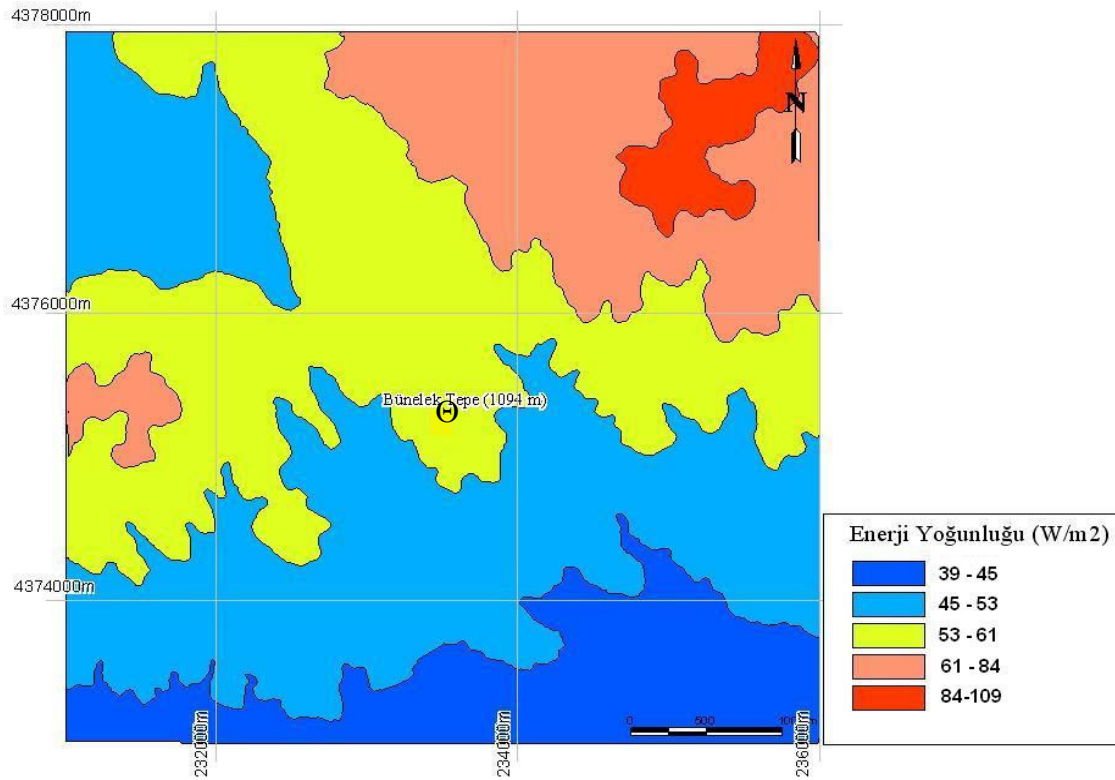 4378000m
N
4376000m
Bünelek Tepe (1094 m)
4374000m
Enerji Yoğunluğu (W/m2)
39 - 45
45 - 53
53 - 61
61 - 84
84-109
0 500
232000m
234000m
236000m